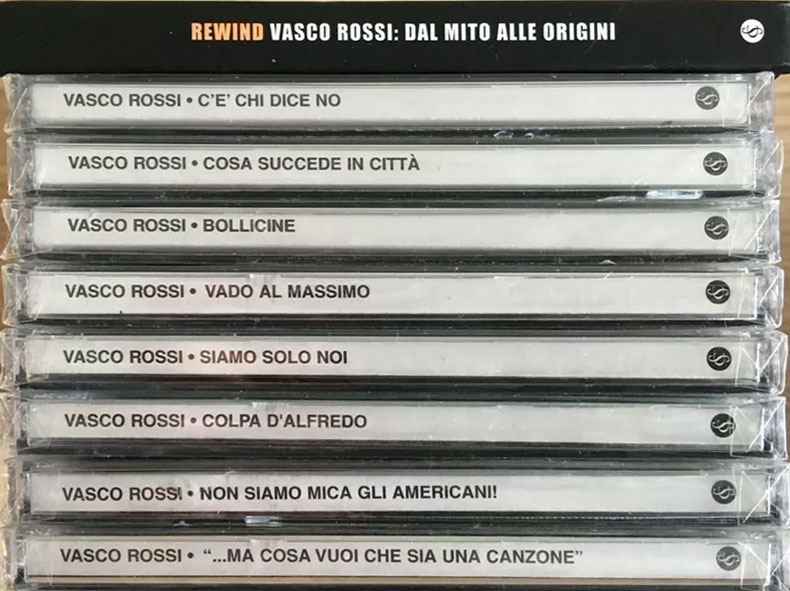 REWIND VASCO ROSSI: DAL MITO ALLE ORIGINI
VASCO ROSSI • C'E' CHI DICE NO
VASCO ROSSI • COSA SUCCEDE IN CITTÀ
VASCO ROSSI • BOLLICINE
VASCO ROSSI • VADO AL MASSIMO
VASCO ROSSI • SIAMO SOLO NOI
VASCO ROSSI • COLPA D'ALFREDO
VASCO ROSSI • NON SIAMO MICA GLI AMERICANI!
VASCO ROSSI • “...MA COSA VUOI CHE SIA UNA CANZONE”